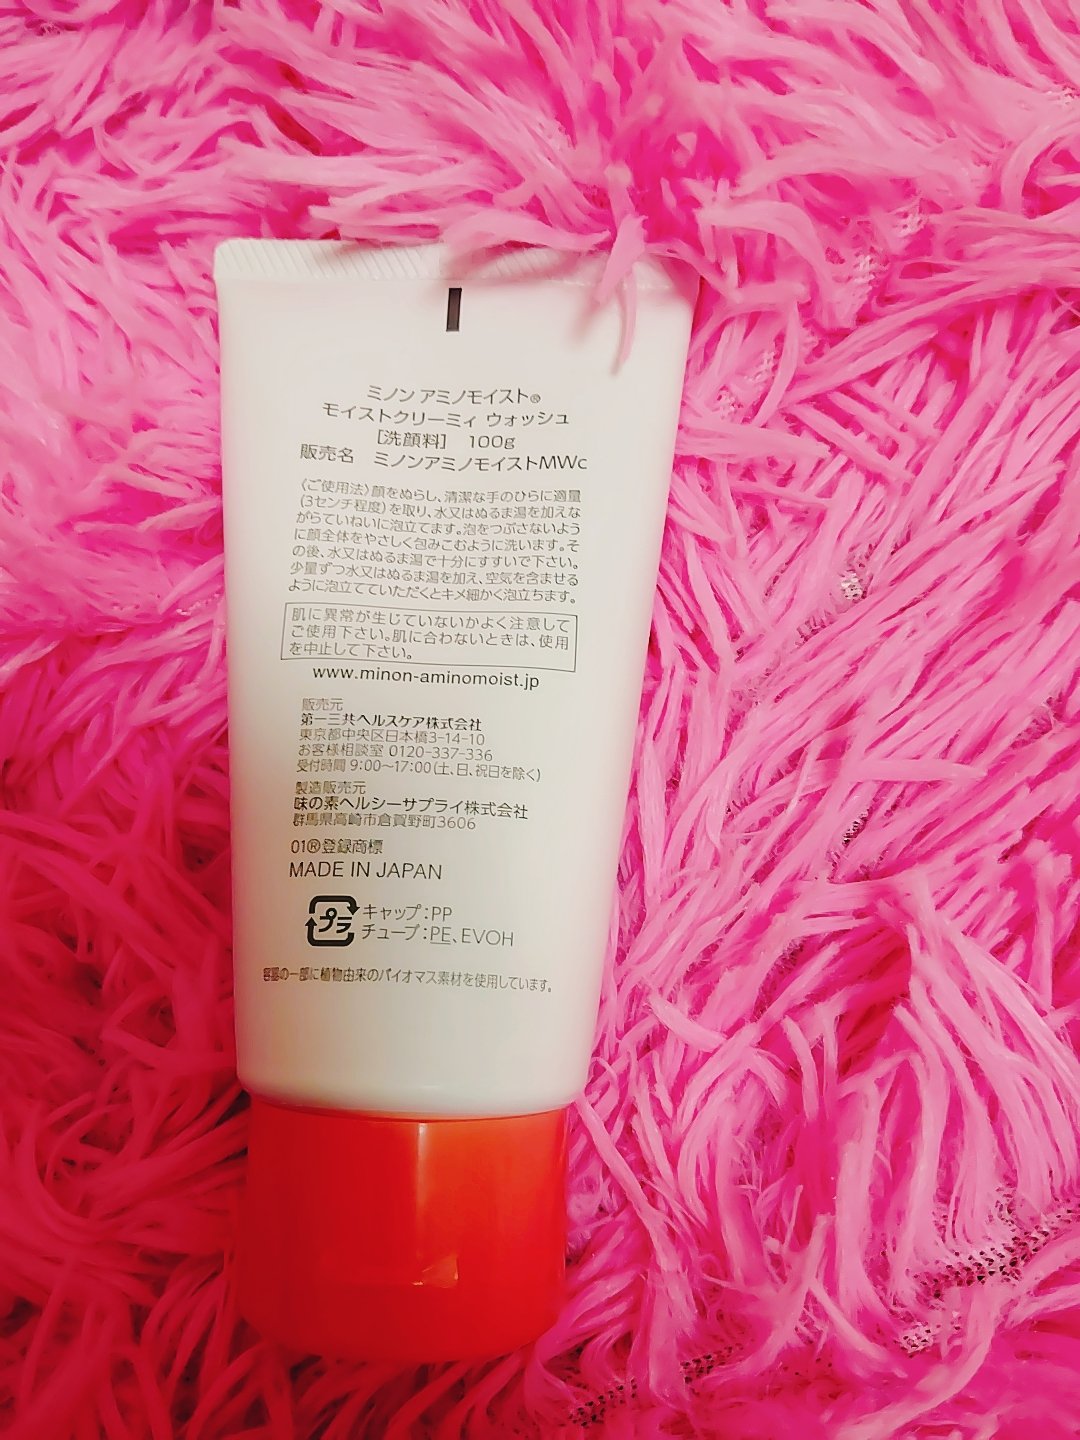 ミノン アミノモイスト®
モイストクリーミィ ウォッシュ
[洗顔料] 100g
販売名 ミノンアミノモイストMWc
〈ご使用法〉顔をぬらし、清潔な手のひらに適量
(3センチ程度)を取り、水又はぬるま湯を加えな
がらていねいに泡立てます。泡をつぶさないよう
に顔全体をやさしく包みこむように洗います。そ
の後、水又はぬるま湯で十分にすすいで下さい。
少量ずつ水又はぬるま湯を加え、空気を含ませる
ように泡立てていただくとキメ細かく泡立ちます。
肌に異常が生じていないかよく注意して
ご使用下さい。肌に合わないときは、使用
を中止して下さい。
www.minon-aminomoist.jp
販売元
第一三共ヘルスケア株式会社
東京都中央区日本橋3-14-10
お客様相談室 0120-337-336
受付時間 9:00〜17:00(土、日、祝日を除く)
製造販売元
味の素ヘルシーサプライ株式会社
群馬県高崎市倉賀野町3606
01®登録商標
MADE IN JAPAN
プラ
キャップ:PP
チューブ:PE、EVOH
容器の一部に植物由来のバイオマス素材を使用しています。